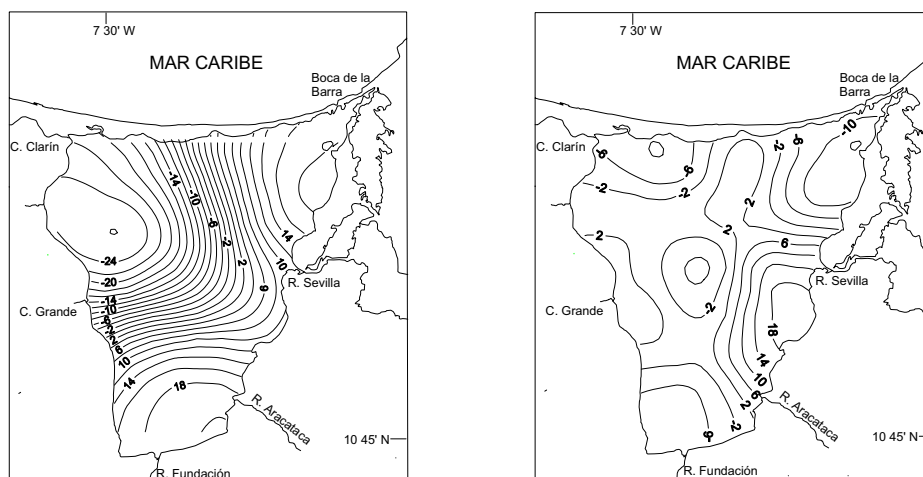 7 30' W
MAR CARIBE
Boca de la
Barra
C. Clarín
-14
-10
-6
-2
2
14
10
-24
-20
R. Sevilla
-14
-10
-6
-2
2
6
C. Grande
10
14
18
R. Aracataca
10 45' N
R. Fundación
7 30' W
MAR CARIBE
Boca de la
Barra
-10
-6
-2
C. Clarín
-2
-2
2
2
2
6
R. Sevilla
C. Grande
-2
18
14
10
6
2
-2
R. Aracataca
10 45' N
R. Fundación